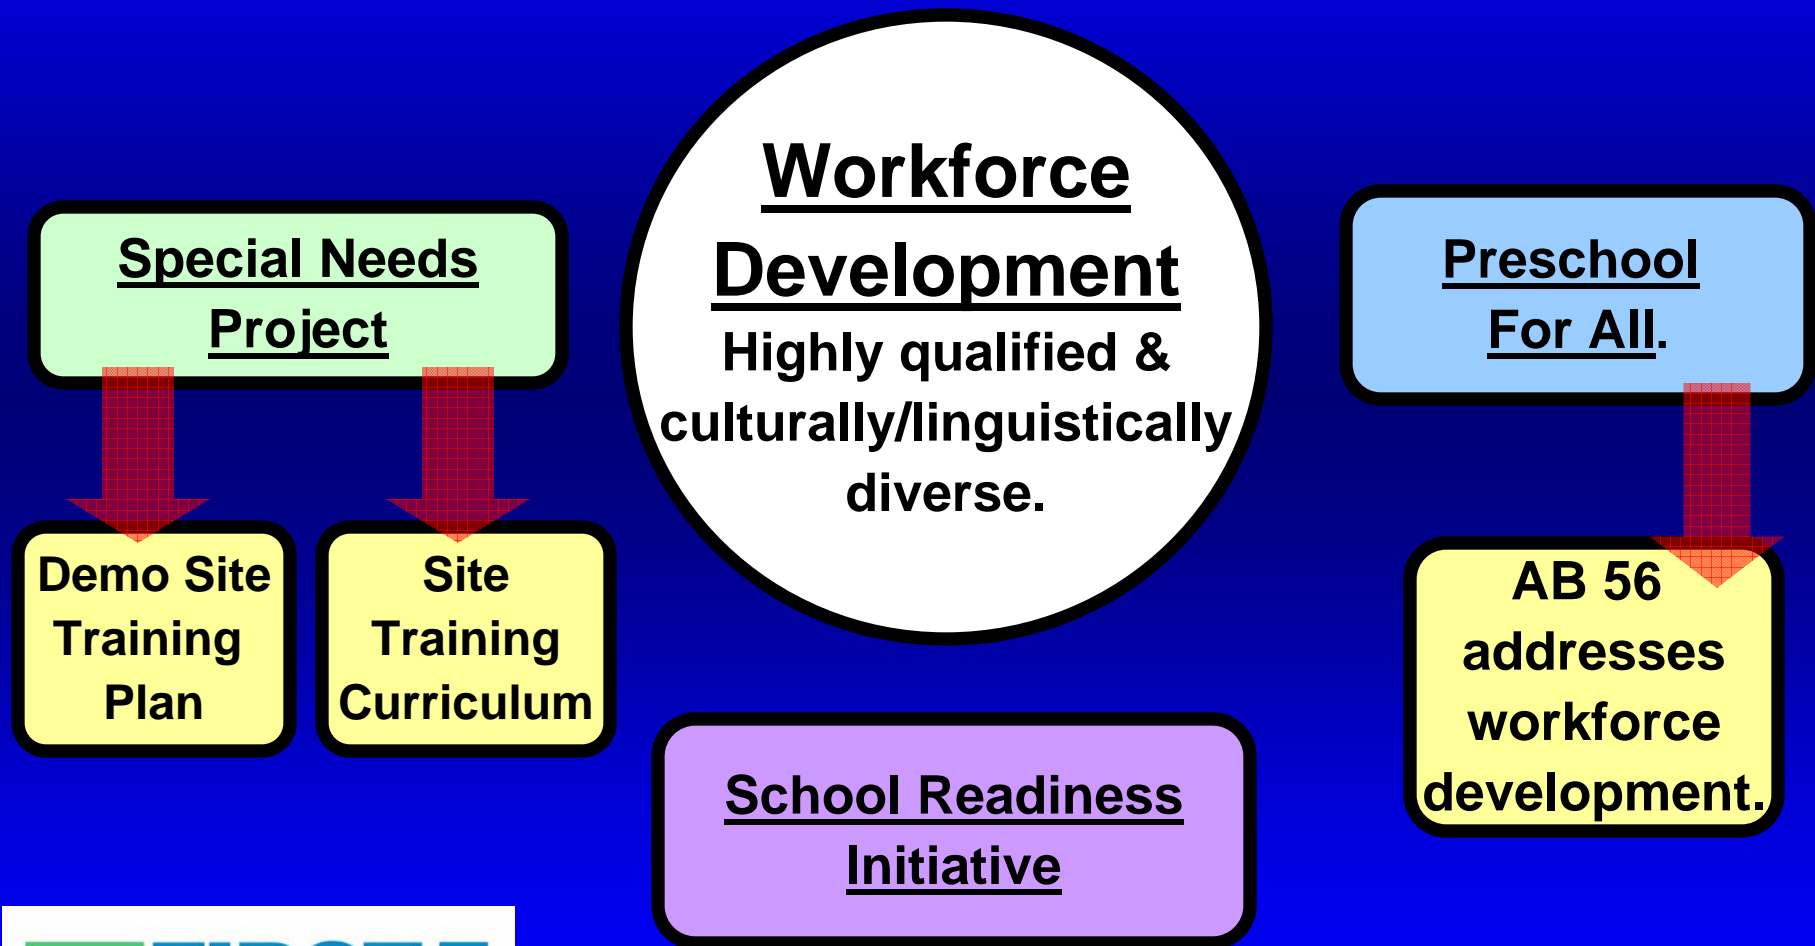 Workforce
Development
Highly qualified &
culturally/linguistically
diverse.
Special Needs
Project
Demo Site
Training
Plan
Site
Training
Curriculum
Preschool
For All.
AB 56
addresses
workforce
development.
School Readiness
Initiative